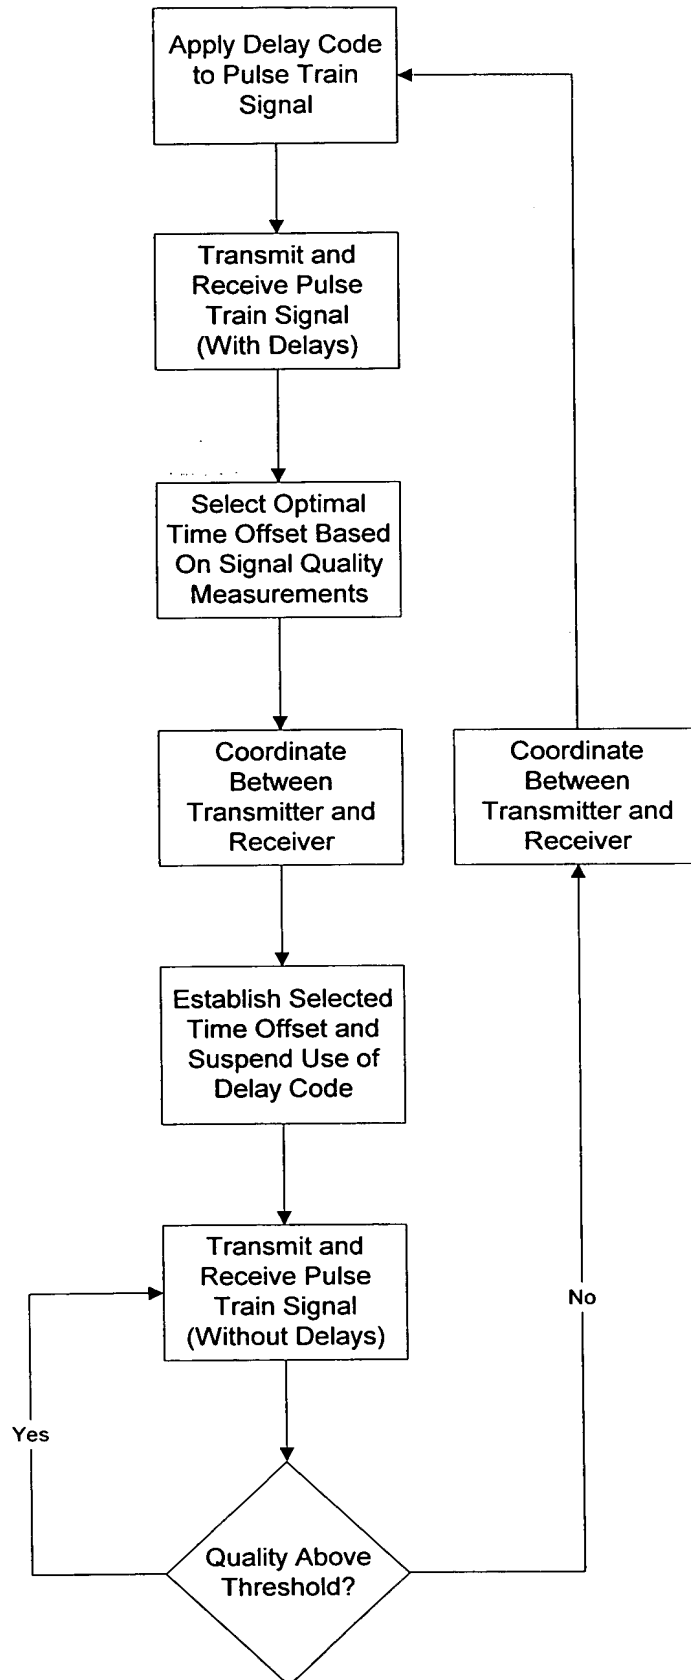 Apply Delay Code
to Pulse Train
Signal
Transmit and
Receive Pulse
Train Signal
(With Delays)
Select Optimal
Time Offset Based
On Signal Quality
Measurements
Coordinate
Between
Transmitter and
Receiver
Coordinate
Between
Transmitter and
Receiver
Establish Selected
Time Offset and
Suspend Use of
Delay Code
Transmit and
Receive Pulse
Train Signal
(Without Delays)
No
Yes
Quality Above
Threshold?